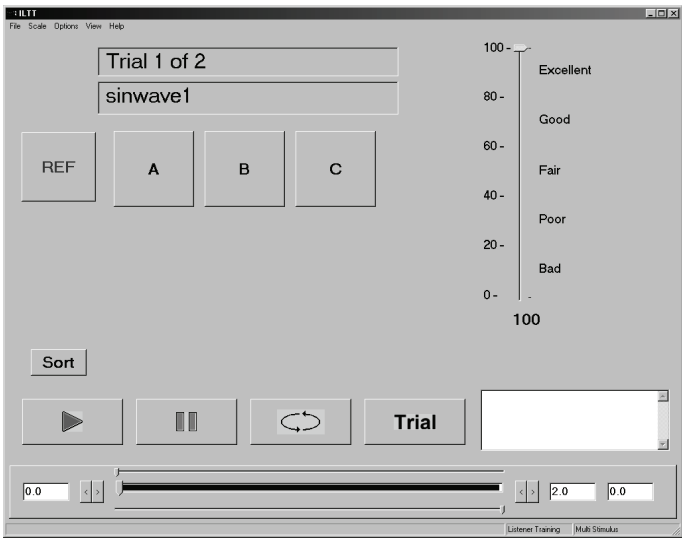 : ILTT
File Scale Options View Help
Trial 1 of 2
sinwave1
REF
A
B
C
100 -
Excellent
80 -
Good
60 -
Fair
40 -
Poor
20 -
Bad
0 -
100
Sort
Trial
0.0
< >
< >
2.0
0.0
Listener Training
Multi Stimulus